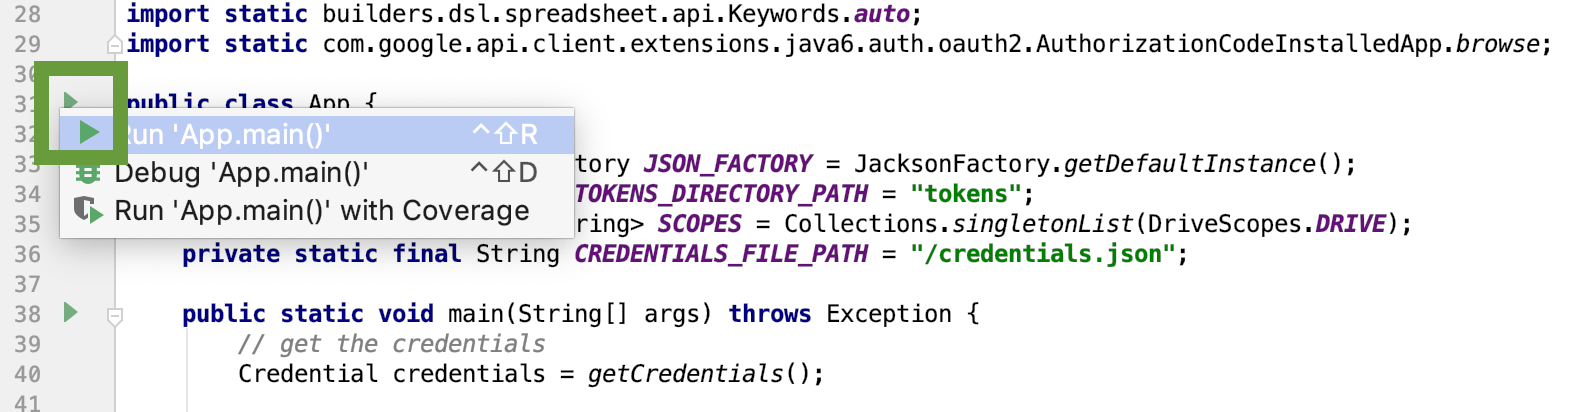 28 import static builders.dsl.spreadsheet.api.Keywords.auto;
29 import static com.google.api.client.extensions.java6.auth.oauth2.AuthorizationCodeInstalledApp.browse;
30
31 public class App {
32 Run 'App.main()' ⌃⇧R
33 tory JSON_FACTORY = JacksonFactory.getDefaultInstance();
Debug 'App.main()' ⌃⇧D
34 TOKENS_DIRECTORY_PATH = "tokens";
Run 'App.main()' with Coverage
35 ring> SCOPES = Collections.singletonList(DriveScopes.DRIVE);
36 private static final String CREDENTIALS_FILE_PATH = "/credentials.json";
37
38 public static void main(String[] args) throws Exception {
39 // get the credentials
40 Credential credentials = getCredentials();
41